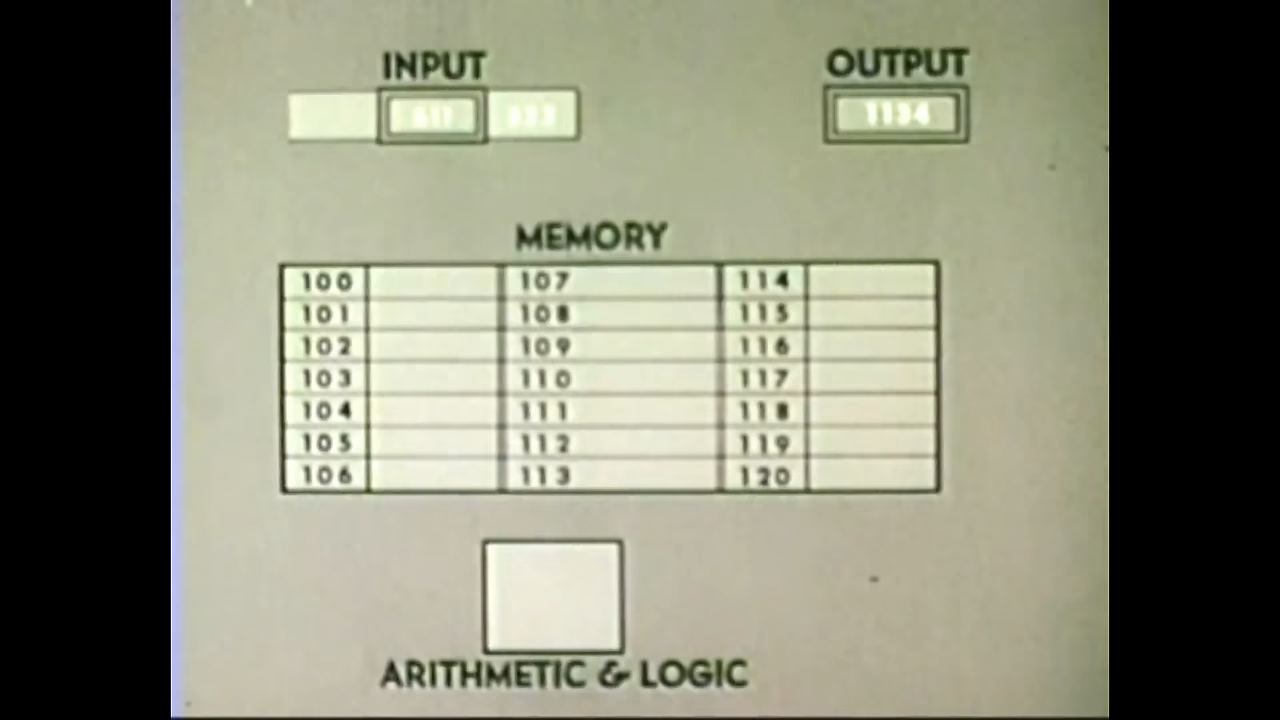 INPUT
OUTPUT
1134
MEMORY
100 107 114
101 108 115
102 109 116
103 110 117
104 111 118
105 112 119
106 113 120
ARITHMETIC & LOGIC